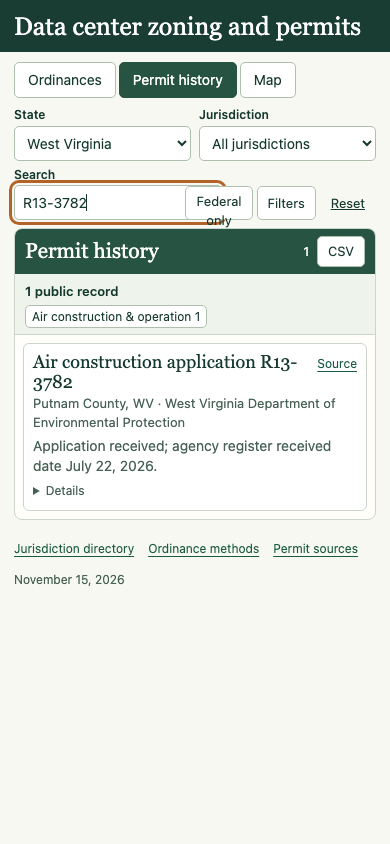 Data center zoning and permits
Ordinances
Permit history
Map
State
Jurisdiction
West Virginia
All jurisdictions
Search
R13-3782
Federal
only
Filters
Reset
Permit history
1
CSV
1 public record
Air construction & operation 1
Air construction application R13-
3782
Source
Putnam County, WV · West Virginia Department of
Environmental Protection
Application received; agency register received
date July 22, 2026.
Details
Jurisdiction directory
Ordinance methods
Permit sources
November 15, 2026